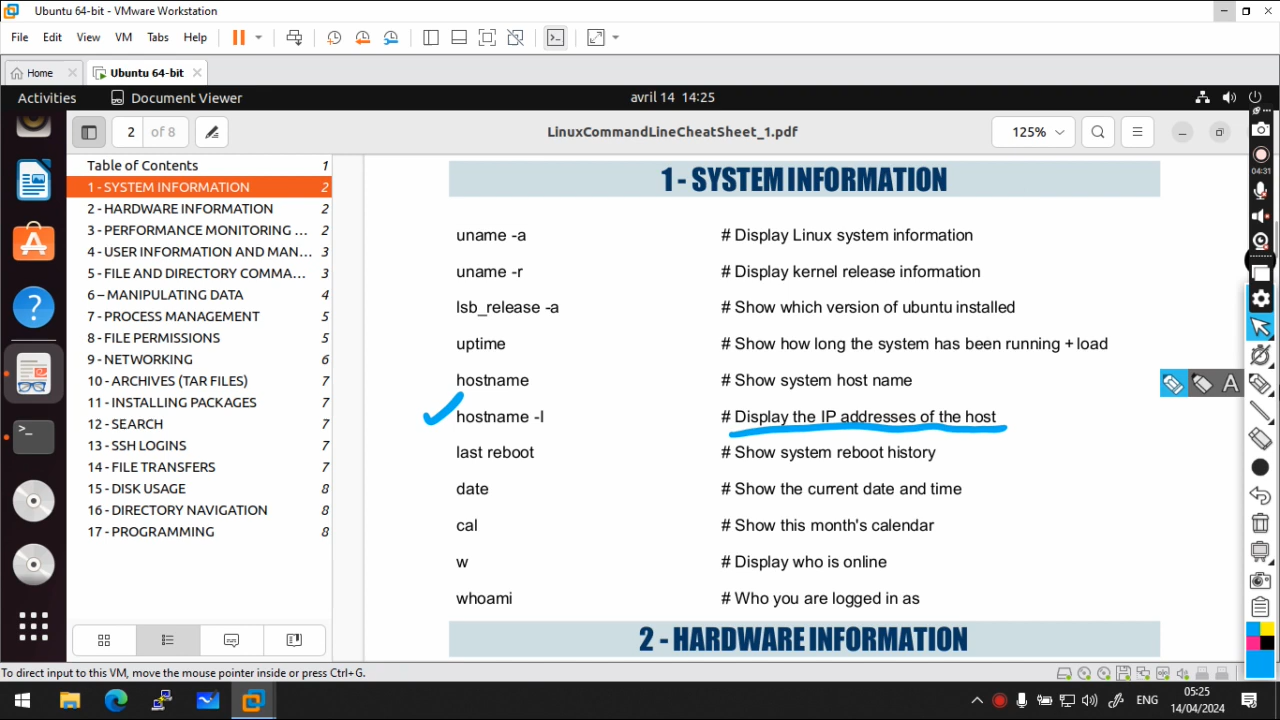 Ubuntu 64-bit - VMware Workstation
File Edit View VM Tabs Help
Home Ubuntu 64-bit
Activities Document Viewer avril 14 14:25
2 of 8 LinuxCommandLineCheatSheet_1.pdf 125%
Table of Contents 1
1 - SYSTEM INFORMATION 2
2 - HARDWARE INFORMATION 2
3 - PERFORMANCE MONITORING ... 2
4 - USER INFORMATION AND MAN... 3
5 - FILE AND DIRECTORY COMMA... 3
6 – MANIPULATING DATA 4
7 - PROCESS MANAGEMENT 5
8 - FILE PERMISSIONS 5
9 - NETWORKING 6
10 - ARCHIVES (TAR FILES) 7
11 - INSTALLING PACKAGES 7
12 - SEARCH 7
13 - SSH LOGINS 7
14 - FILE TRANSFERS 7
15 - DISK USAGE 8
16 - DIRECTORY NAVIGATION 8
17 - PROGRAMMING 8
1 - SYSTEM INFORMATION
uname -a # Display Linux system information
uname -r # Display kernel release information
lsb_release -a # Show which version of ubuntu installed
uptime # Show how long the system has been running + load
hostname # Show system host name
hostname -I # Display the IP addresses of the host
last reboot # Show system reboot history
date # Show the current date and time
cal # Show this month's calendar
w # Display who is online
whoami # Who you are logged in as
2 - HARDWARE INFORMATION
04:31
A
To direct input to this VM, move the mouse pointer inside or press Ctrl+G.
ENG
05:25
14/04/2024